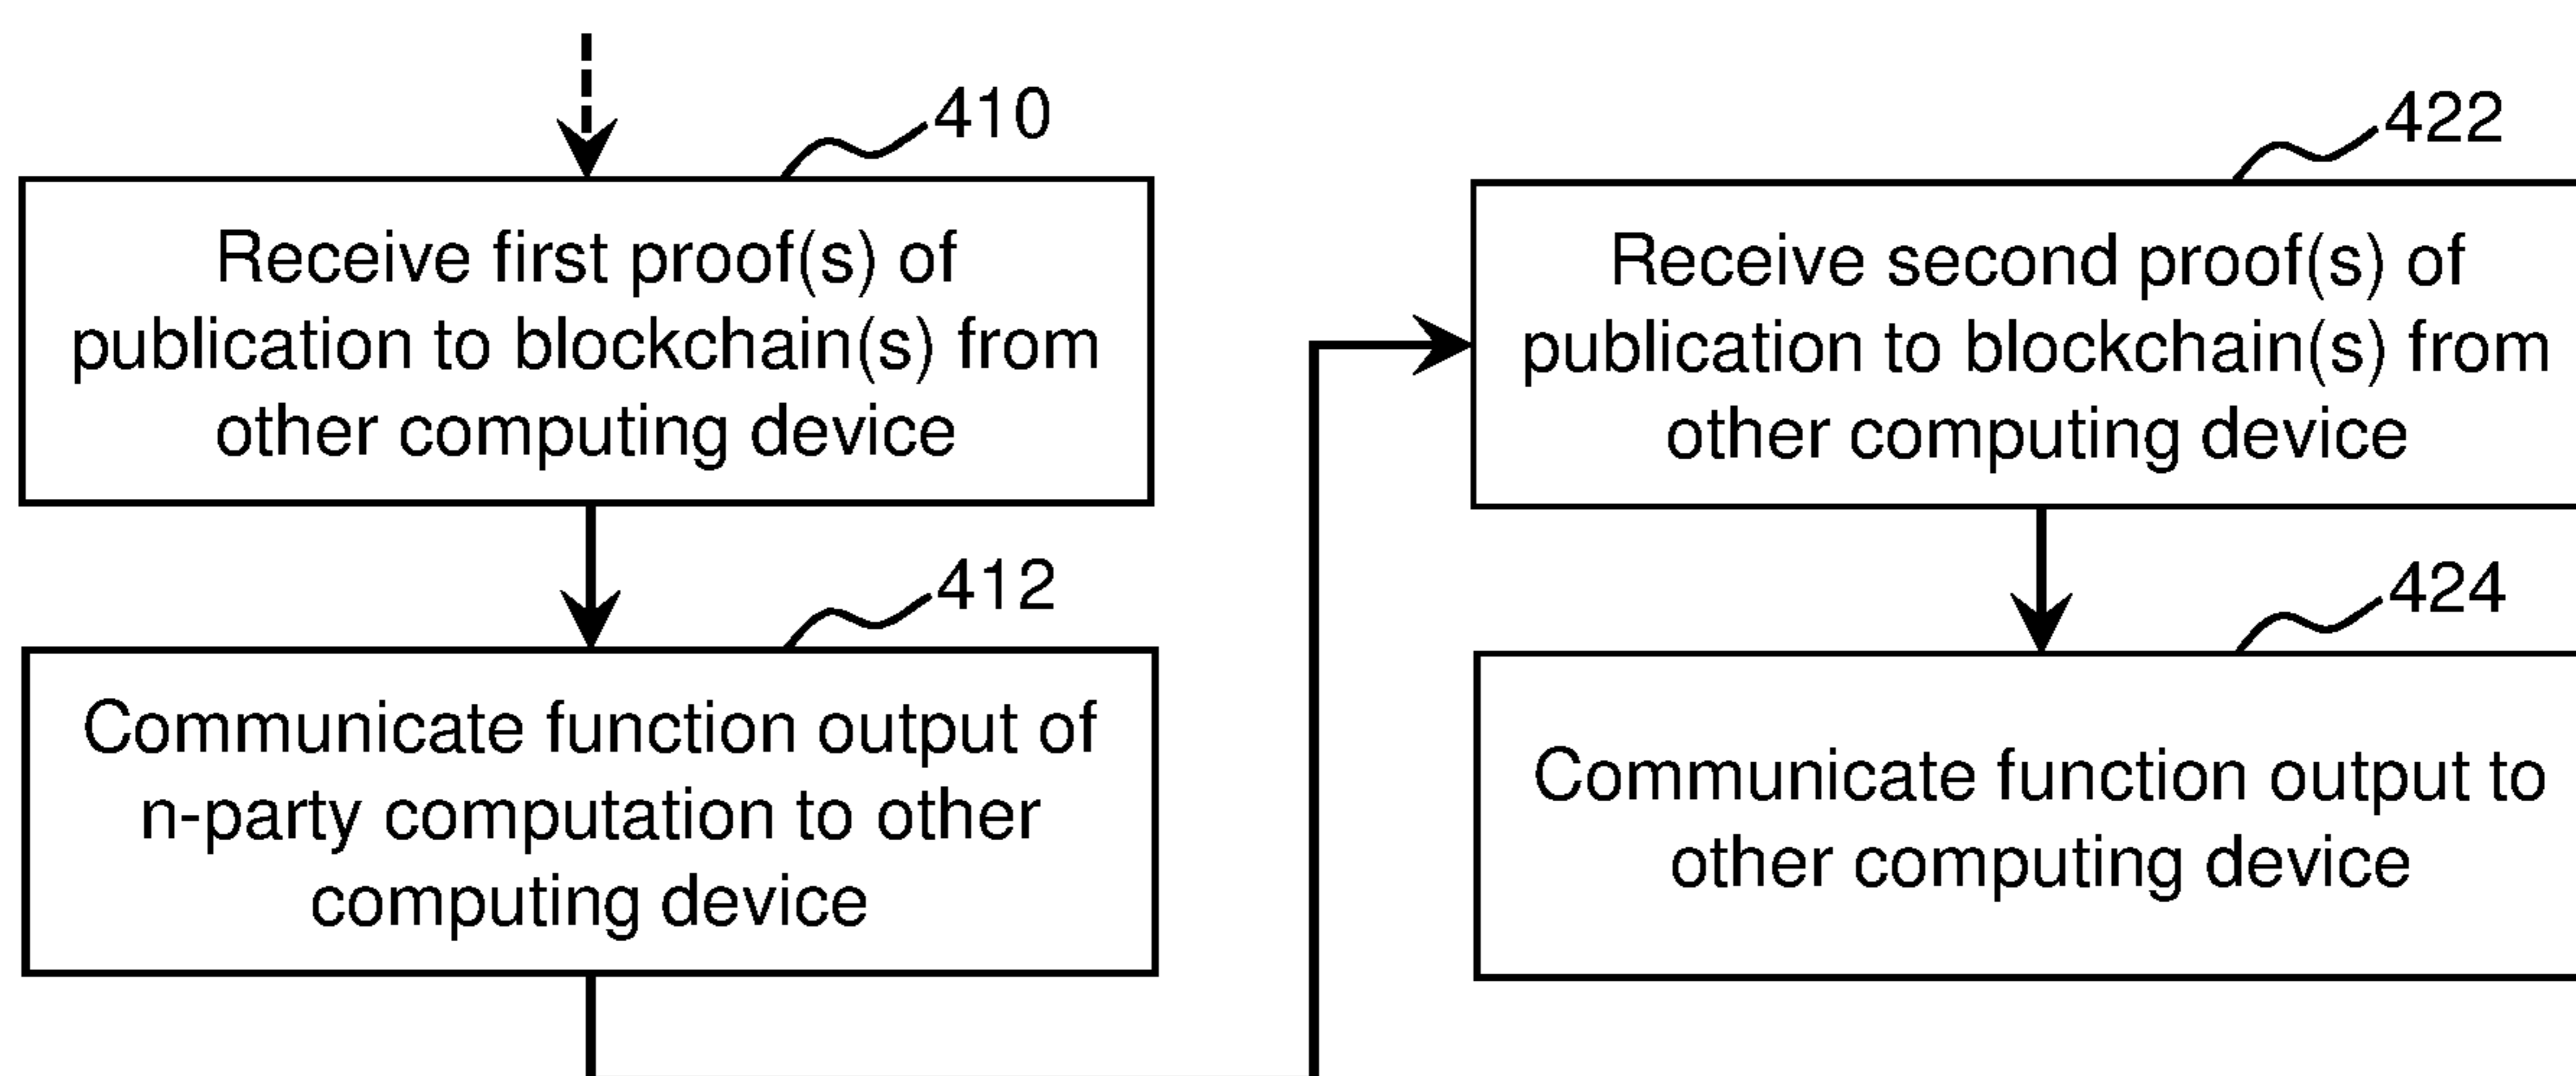 410
Receive first proof(s) of
publication to blockchain(s) from
other computing device
412
Communicate function output of
n-party computation to other
computing device
422
Receive second proof(s) of
publication to blockchain(s) from
other computing device
424
Communicate function output to
other computing device